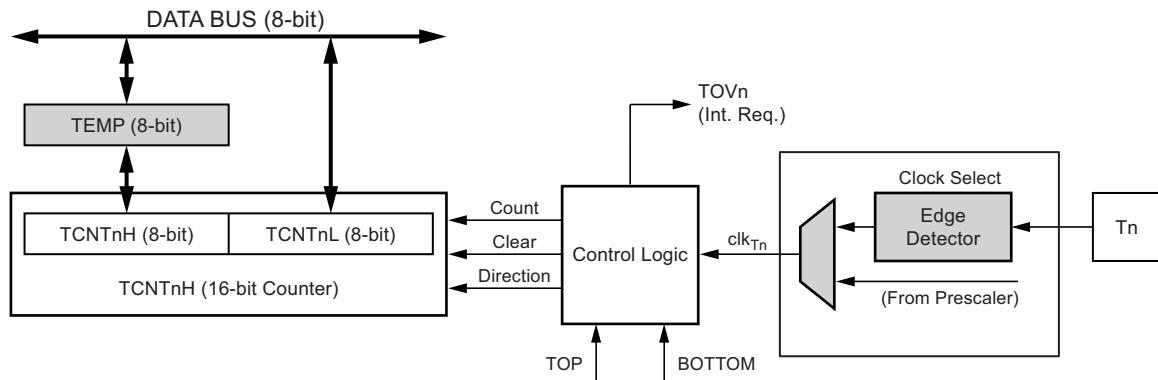 DATA BUS (8-bit)
TEMP (8-bit)
TOVn
(Int. Req.)
TCNTnH (8-bit)
TCNTnL (8-bit)
TCNTnH (16-bit Counter)
Count
Clear
Direction
Control Logic
TOP
BOTTOM
clkTn
Clock Select
Edge
Detector
(From Prescaler)
Tn